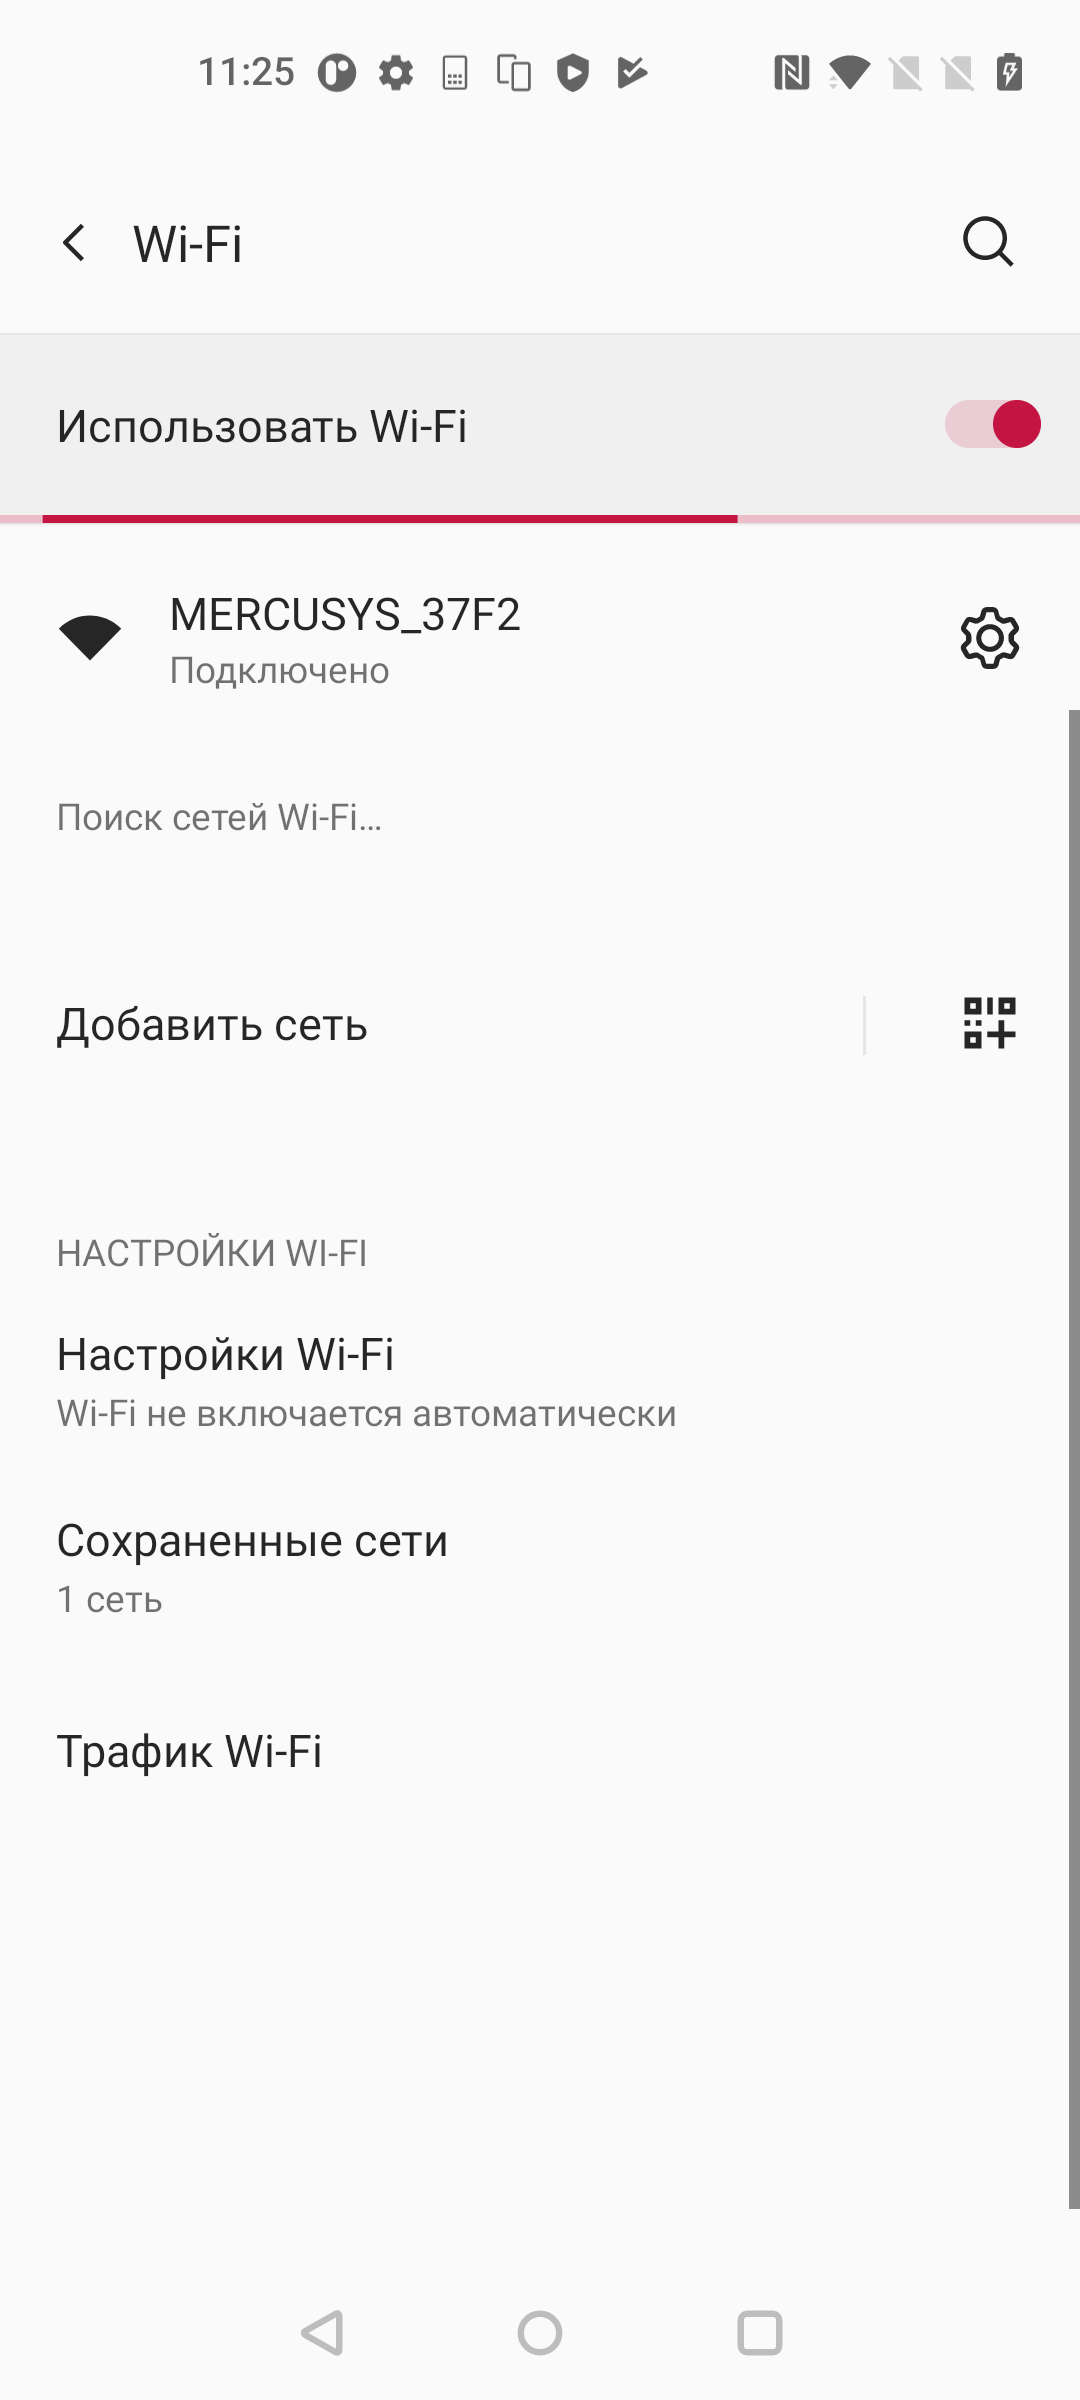 11:25
Wi-Fi
Использовать Wi-Fi
MERCUSYS_37F2
Подключено
Поиск сетей Wi-Fi…
Добавить сеть
НАСТРОЙКИ WI-FI
Настройки Wi-Fi
Wi-Fi не включается автоматически
Сохраненные сети
1 сеть
Трафик Wi-Fi